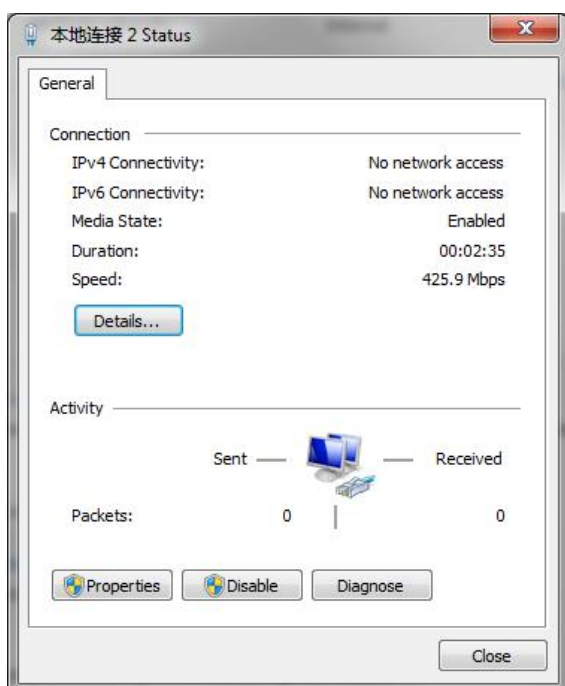 本地连接 2 Status
General
Connection
IPv4 Connectivity: No network access
IPv6 Connectivity: No network access
Media State: Enabled
Duration: 00:02:35
Speed: 425.9 Mbps
Details...
Activity
Sent Received
Packets: 0 0
Properties Disable Diagnose
Close